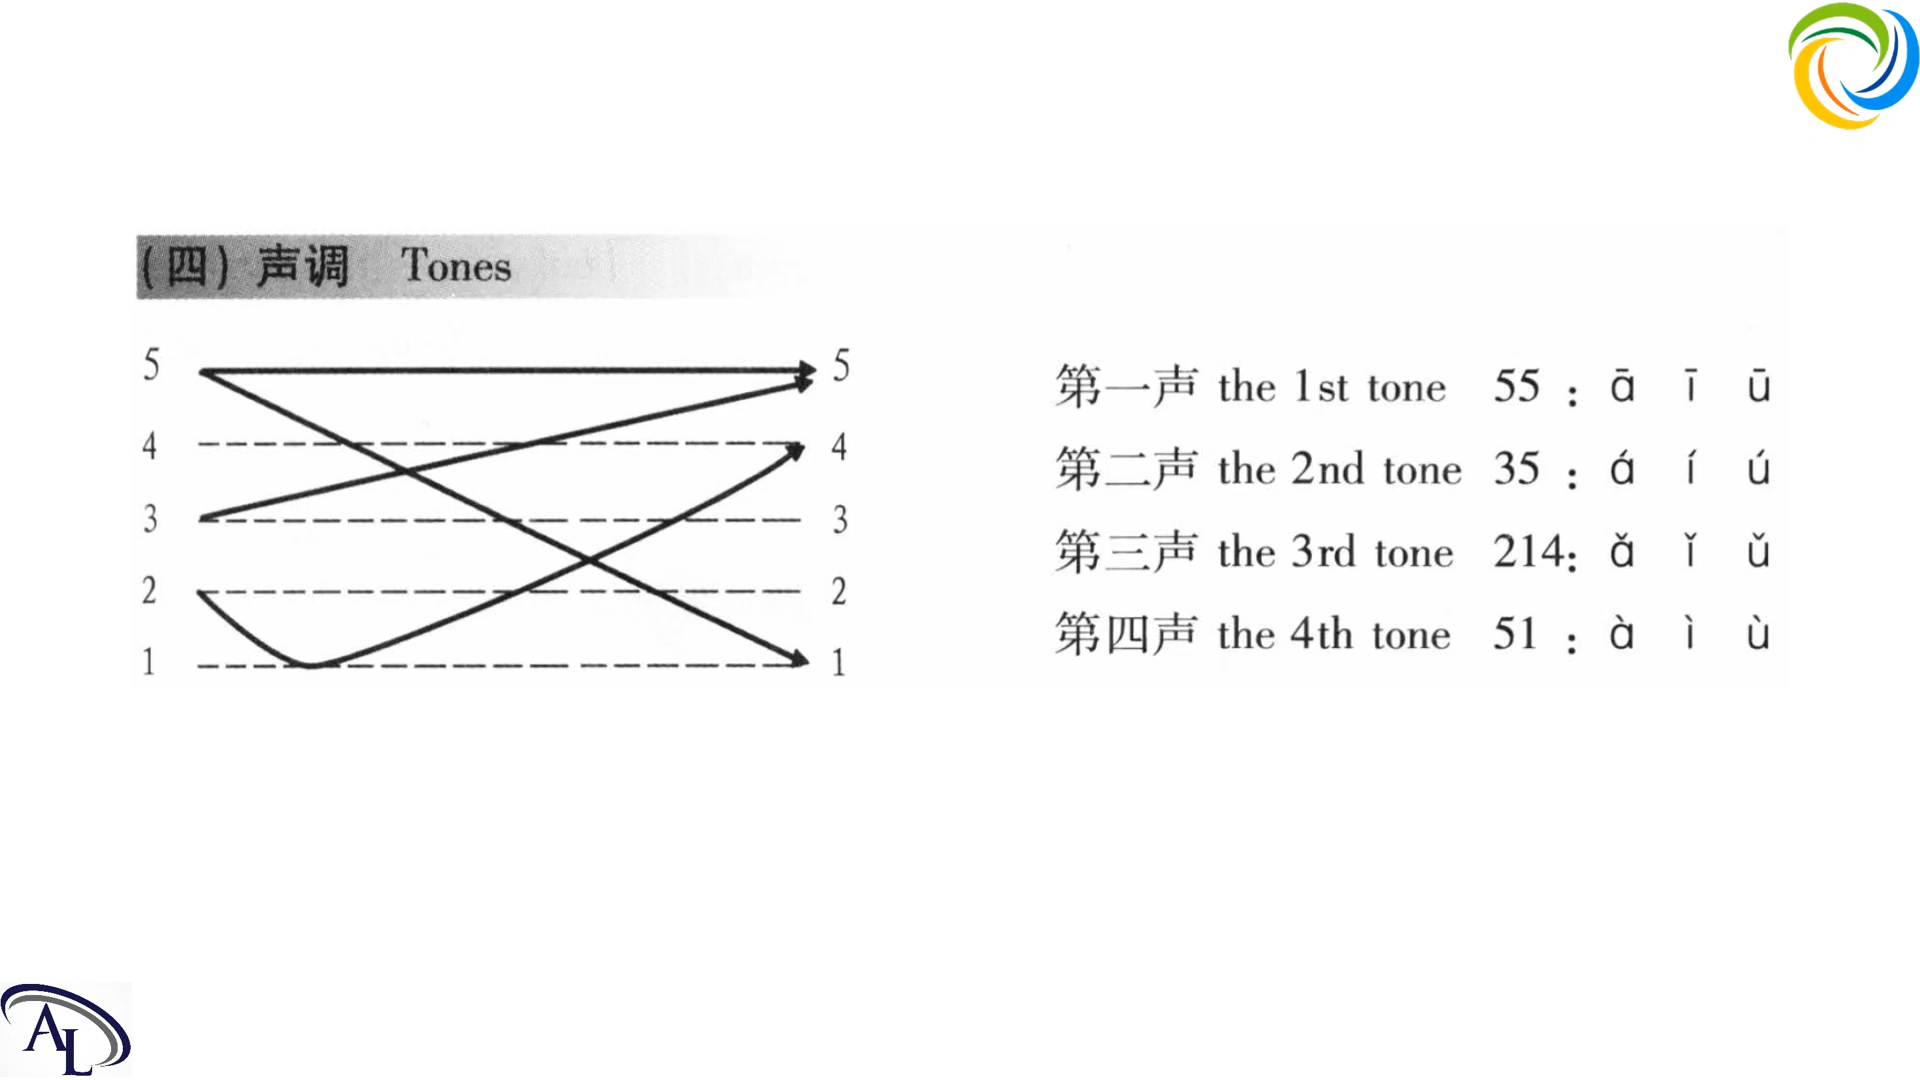 （四）声调 Tones
5 5
4 4
3 3
2 2
1 1
第一声 the 1st tone 55 : ā ī ū
第二声 the 2nd tone 35 : á í ú
第三声 the 3rd tone 214: ǎ ǐ ǔ
第四声 the 4th tone 51 : à ì ù
AL